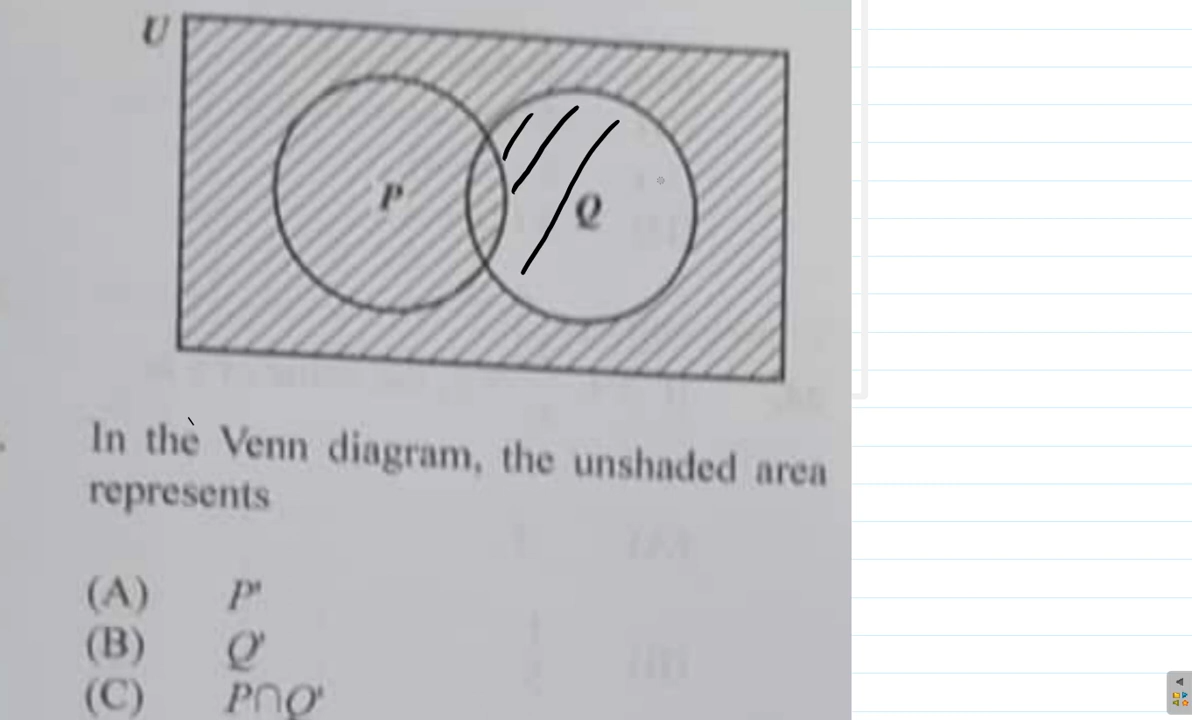 U
P
Q
In the Venn diagram, the unshaded area
represents
(A) P'
(B) Q'
(C) P∩Q'